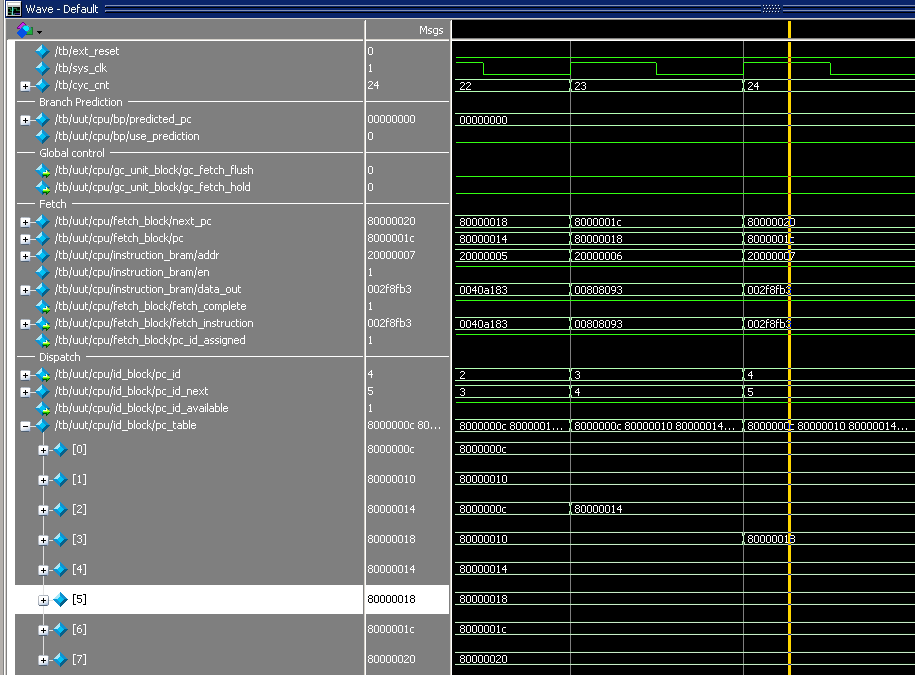 Wave - Default
Msgs
/tb/ext_reset 0
/tb/sys_clk 1
/tb/cyc_cnt 24 22 23 24
Branch Prediction
/tb/uut/cpu/bp/predicted_pc 00000000 00000000
/tb/uut/cpu/bp/use_prediction 0
Global control
/tb/uut/cpu/gc_unit_block/gc_fetch_flush 0
/tb/uut/cpu/gc_unit_block/gc_fetch_hold 0
Fetch
/tb/uut/cpu/fetch_block/next_pc 80000020 80000018 8000001c 80000020
/tb/uut/cpu/fetch_block/pc 8000001c 80000014 80000018 8000001c
/tb/uut/cpu/instruction_bram/addr 20000007 20000005 20000006 20000007
/tb/uut/cpu/instruction_bram/en 1
/tb/uut/cpu/instruction_bram/data_out 002f8fb3 0040a183 00808093 002f8fb3
/tb/uut/cpu/fetch_block/fetch_complete 1
/tb/uut/cpu/fetch_block/fetch_instruction 002f8fb3 0040a183 00808093 002f8fb3
/tb/uut/cpu/fetch_block/pc_id_assigned 1
Dispatch
/tb/uut/cpu/id_block/pc_id 4 2 3 4
/tb/uut/cpu/id_block/pc_id_next 5 3 4 5
/tb/uut/cpu/id_block/pc_id_available 1
/tb/uut/cpu/id_block/pc_table 8000000c 80... 8000000c 8000001... 8000000c 80000010 80000014... 8000000c 80000010 80000014...
[0] 8000000c 8000000c
[1] 80000010 80000010
[2] 80000014 8000000c 80000014
[3] 80000018 80000010 80000018
[4] 80000014 80000014
[5] 80000018 80000018
[6] 8000001c 8000001c
[7] 80000020 80000020